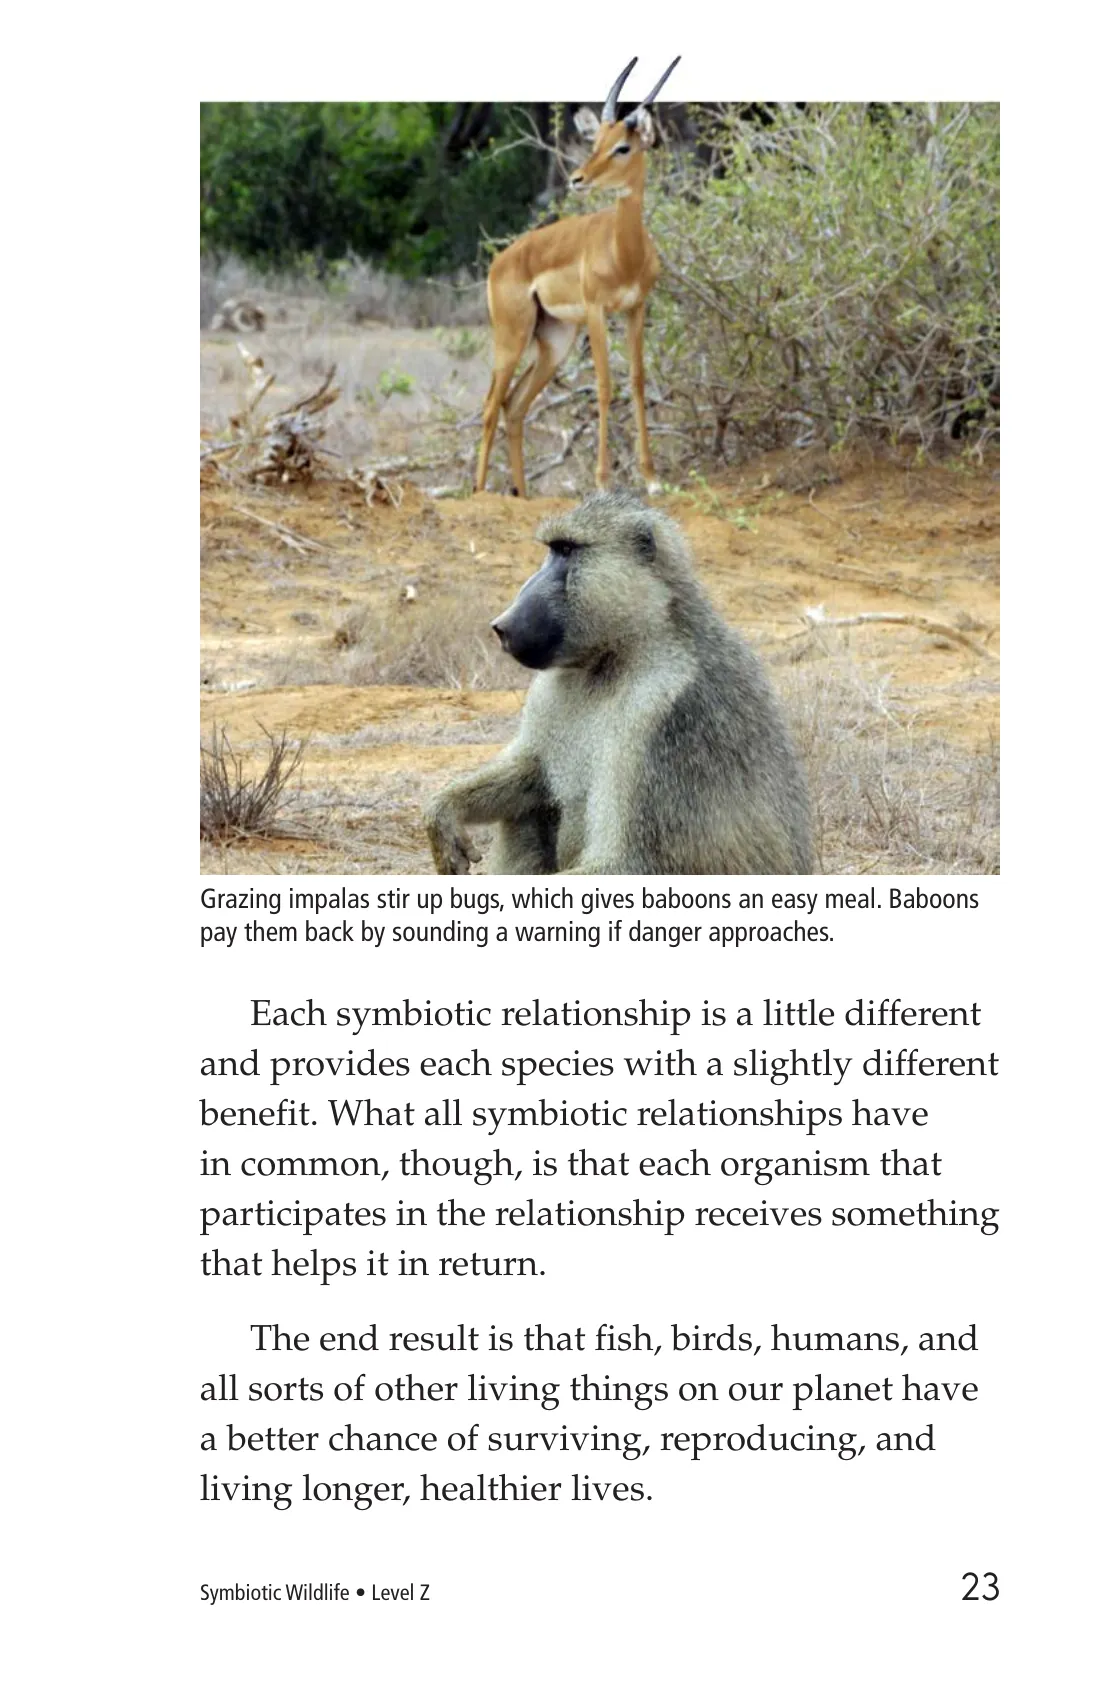 Grazing impalas stir up bugs, which gives baboons an easy meal. Baboons
pay them back by sounding a warning if danger approaches.
Each symbiotic relationship is a little different
and provides each species with a slightly different
benefit. What all symbiotic relationships have
in common, though, is that each organism that
participates in the relationship receives something
that helps it in return.
The end result is that fish, birds, humans, and
all sorts of other living things on our planet have
a better chance of surviving, reproducing, and
living longer, healthier lives.
Symbiotic Wildlife • Level Z
23